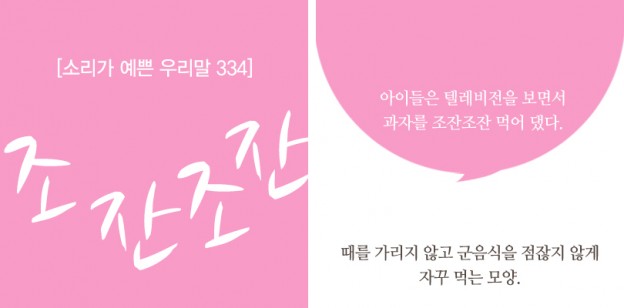 [소리가 예쁜 우리말 334]
조잔조잔
아이들은 텔레비전을 보면서
과자를 조잔조잔 먹어 댔다.
때를 가리지 않고 군음식을 점잖지 않게
자꾸 먹는 모양.